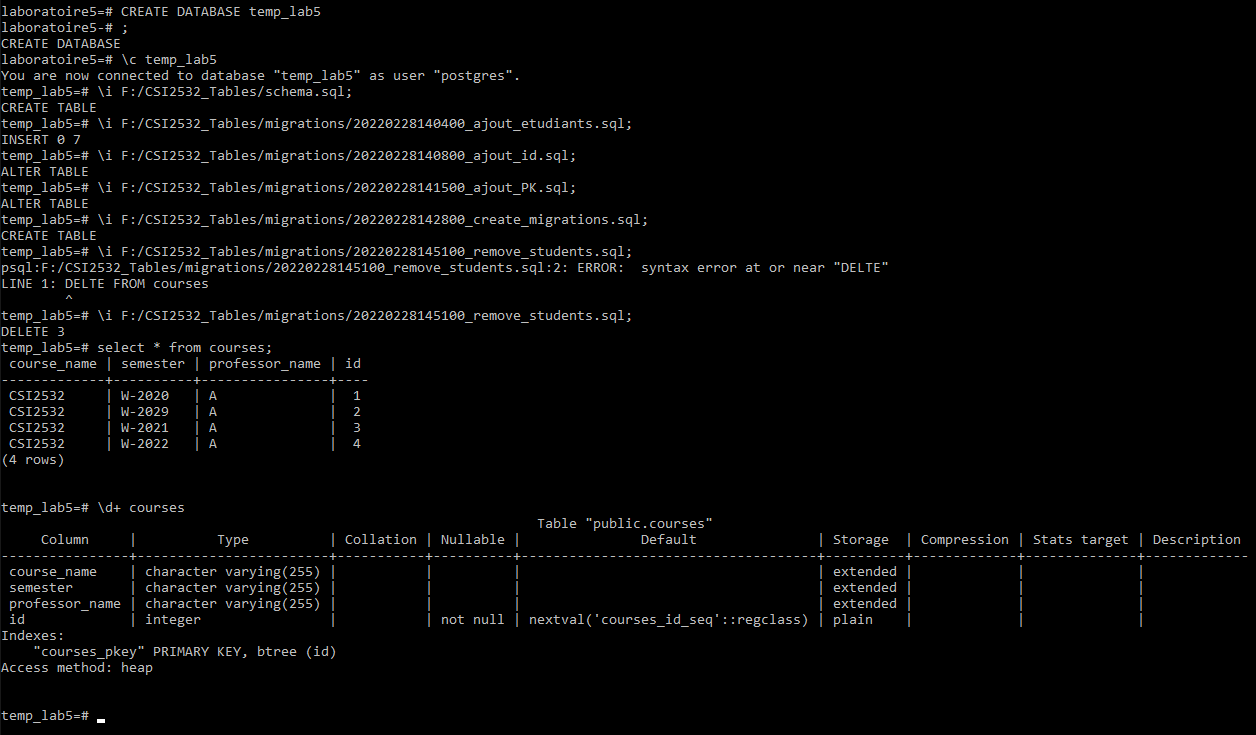 laboratoire5=# CREATE DATABASE temp_lab5
laboratoire5-# ;
CREATE DATABASE
laboratoire5=# \c temp_lab5
You are now connected to database "temp_lab5" as user "postgres".
temp_lab5=# \i F:/CSI2532_Tables/schema.sql;
CREATE TABLE
temp_lab5=# \i F:/CSI2532_Tables/migrations/20220228140400_ajout_etudiants.sql;
INSERT 0 7
temp_lab5=# \i F:/CSI2532_Tables/migrations/20220228140800_ajout_id.sql;
ALTER TABLE
temp_lab5=# \i F:/CSI2532_Tables/migrations/20220228141500_ajout_PK.sql;
ALTER TABLE
temp_lab5=# \i F:/CSI2532_Tables/migrations/20220228142800_create_migrations.sql;
CREATE TABLE
temp_lab5=# \i F:/CSI2532_Tables/migrations/20220228145100_remove_students.sql;
psql:F:/CSI2532_Tables/migrations/20220228145100_remove_students.sql:2: ERROR:  syntax error at or near "DELTE"
LINE 1: DELTE FROM courses
        ^
temp_lab5=# \i F:/CSI2532_Tables/migrations/20220228145100_remove_students.sql;
DELETE 3
temp_lab5=# select * from courses;
 course_name | semester | professor_name | id
-------------+----------+----------------+----
 CSI2532     | W-2020   | A              |  1
 CSI2532     | W-2029   | A              |  2
 CSI2532     | W-2021   | A              |  3
 CSI2532     | W-2022   | A              |  4
(4 rows)
temp_lab5=# \d+ courses
                                                                   Table "public.courses"
     Column     |          Type          | Collation | Nullable |               Default               | Storage  | Compression | Stats target | Description
----------------+------------------------+-----------+----------+-------------------------------------+----------+-------------+--------------+-------------
 course_name    | character varying(255) |           |          |                                     | extended |             |              |
 semester       | character varying(255) |           |          |                                     | extended |             |              |
 professor_name | character varying(255) |           |          |                                     | extended |             |              |
 id             | integer                |           | not null | nextval('courses_id_seq'::regclass) | plain    |             |              |
Indexes:
    "courses_pkey" PRIMARY KEY, btree (id)
Access method: heap
temp_lab5=#